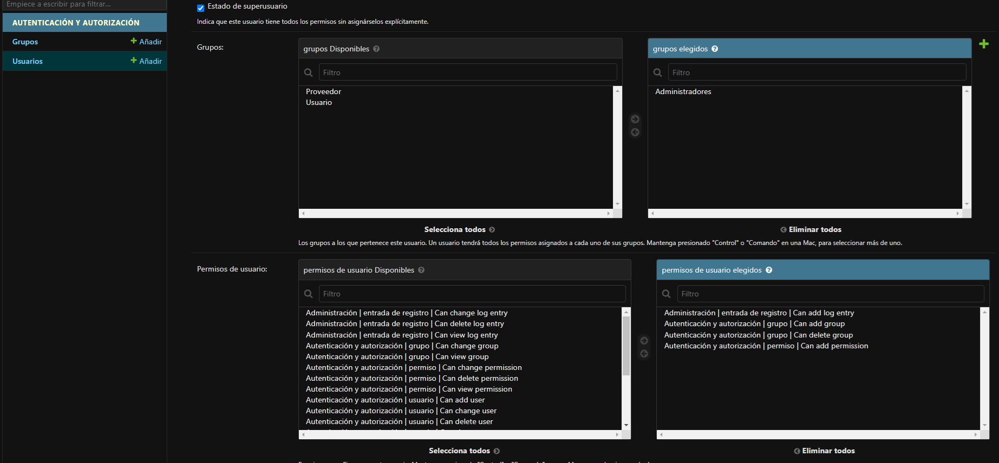 Empiece a escribir para filtrar...
AUTENTICACIÓN Y AUTORIZACIÓN
Grupos
Añadir
Usuarios
Añadir
Estado de superusuario
Indica que este usuario tiene todos los permisos sin asignárselos explícitamente.
Grupos:
grupos Disponibles
Filtro
Proveedor
Usuario
Selecciona todos
grupos elegidos
Filtro
Administradores
Eliminar todos
Los grupos a los que pertenece este usuario. Un usuario tendrá todos los permisos asignados a cada uno de sus grupos. Mantenga presionado "Control" o "Comando" en una Mac, para seleccionar más de uno.
Permisos de usuario:
permisos de usuario Disponibles
Filtro
Administración | entrada de registro | Can change log entry
Administración | entrada de registro | Can delete log entry
Administración | entrada de registro | Can view log entry
Autenticación y autorización | grupo | Can change group
Autenticación y autorización | grupo | Can view group
Autenticación y autorización | permiso | Can change permission
Autenticación y autorización | permiso | Can delete permission
Autenticación y autorización | permiso | Can view permission
Autenticación y autorización | usuario | Can add user
Autenticación y autorización | usuario | Can change user
Autenticación y autorización | usuario | Can delete user
Selecciona todos
permisos de usuario elegidos
Filtro
Administración | entrada de registro | Can add log entry
Autenticación y autorización | grupo | Can add group
Autenticación y autorización | grupo | Can delete group
Autenticación y autorización | permiso | Can add permission
Eliminar todos